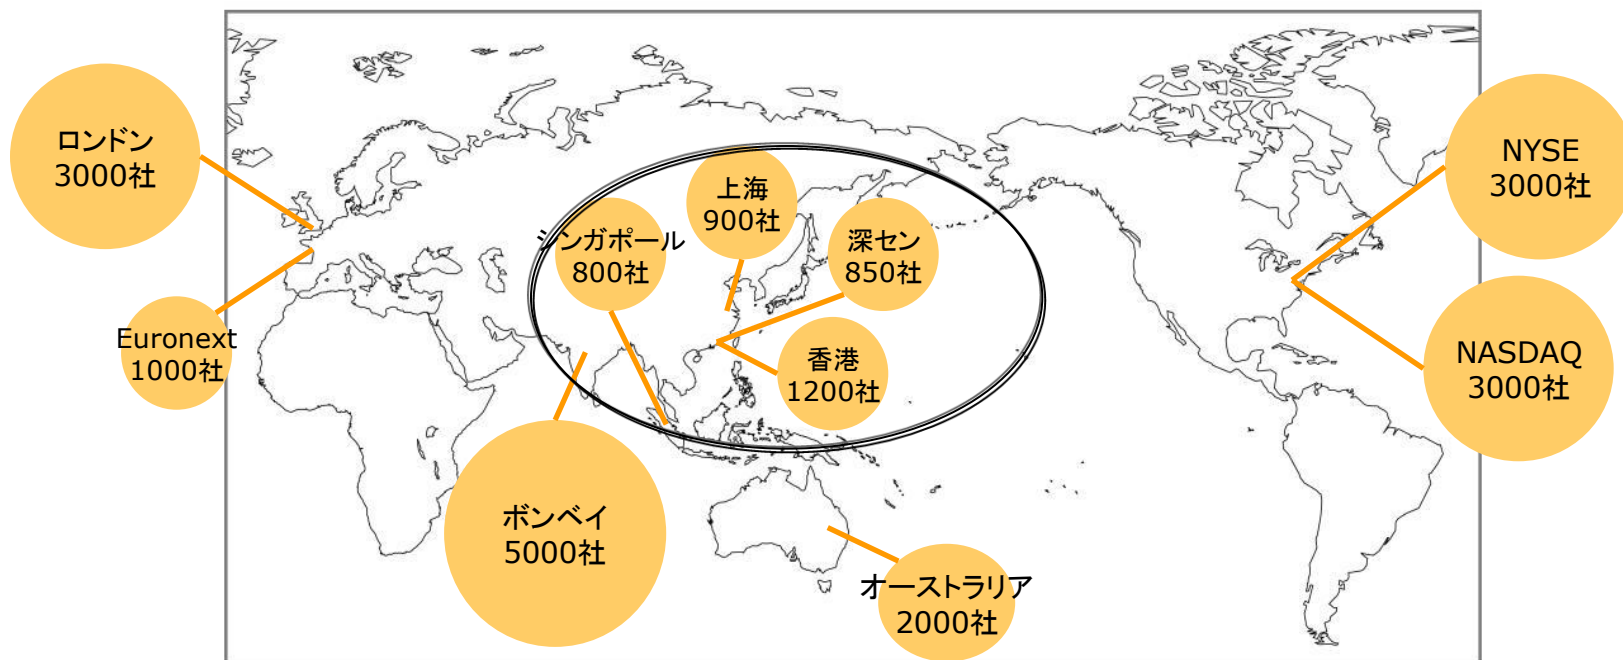 ロンドン
3000社
Euronext
1000社
シンガポール
800社
上海
900社
深セン
850社
香港
1200社
ボンベイ
5000社
オーストラリア
2000社
NYSE
3000社
NASDAQ
3000社